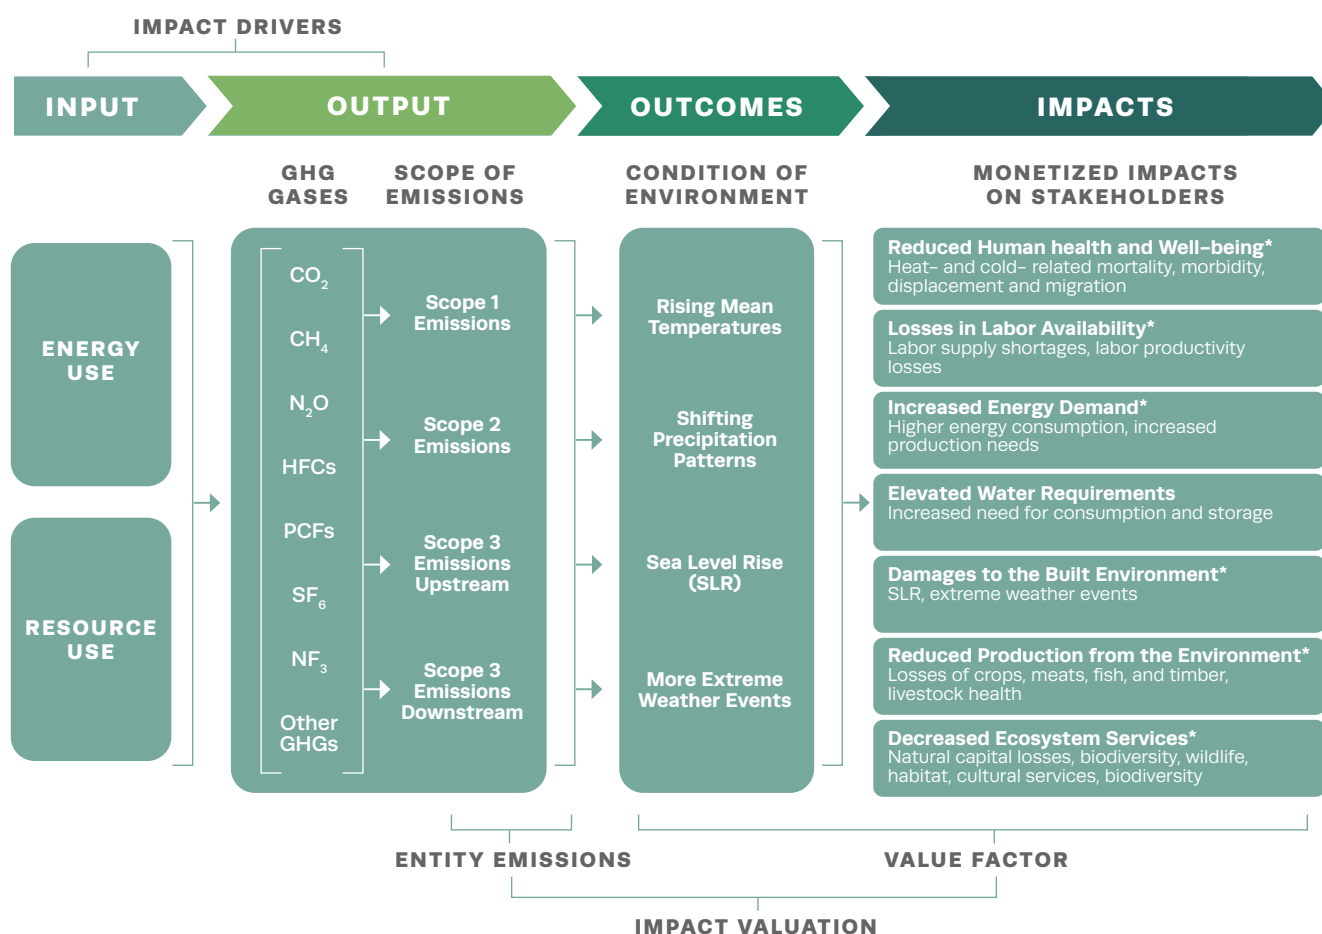 IMPACT DRIVERS
INPUT
OUTPUT
OUTCOMES
IMPACTS
GHG
GASES
SCOPE OF
EMISSIONS
CONDITION OF
ENVIRONMENT
MONETIZED IMPACTS
ON STAKEHOLDERS
ENERGY
USE
RESOURCE
USE
CO₂
CH₄
N₂O
HFCs
PCFs
SF₆
NF₃
Other
GHGs
Scope 1
Emissions
Scope 2
Emissions
Scope 3
Emissions
Upstream
Scope 3
Emissions
Downstream
Rising Mean
Temperatures
Shifting
Precipitation
Patterns
Sea Level Rise
(SLR)
More Extreme
Weather Events
Reduced Human health and Well-being*
Heat- and cold- related mortality, morbidity,
displacement and migration
Losses in Labor Availability*
Labor supply shortages, labor productivity
losses
Increased Energy Demand*
Higher energy consumption, increased
production needs
Elevated Water Requirements
Increased need for consumption and storage
Damages to the Built Environment*
SLR, extreme weather events
Reduced Production from the Environment*
Losses of crops, meats, fish, and timber,
livestock health
Decreased Ecosystem Services*
Natural capital losses, biodiversity, wildlife,
habitat, cultural services, biodiversity
ENTITY EMISSIONS
VALUE FACTOR
IMPACT VALUATION